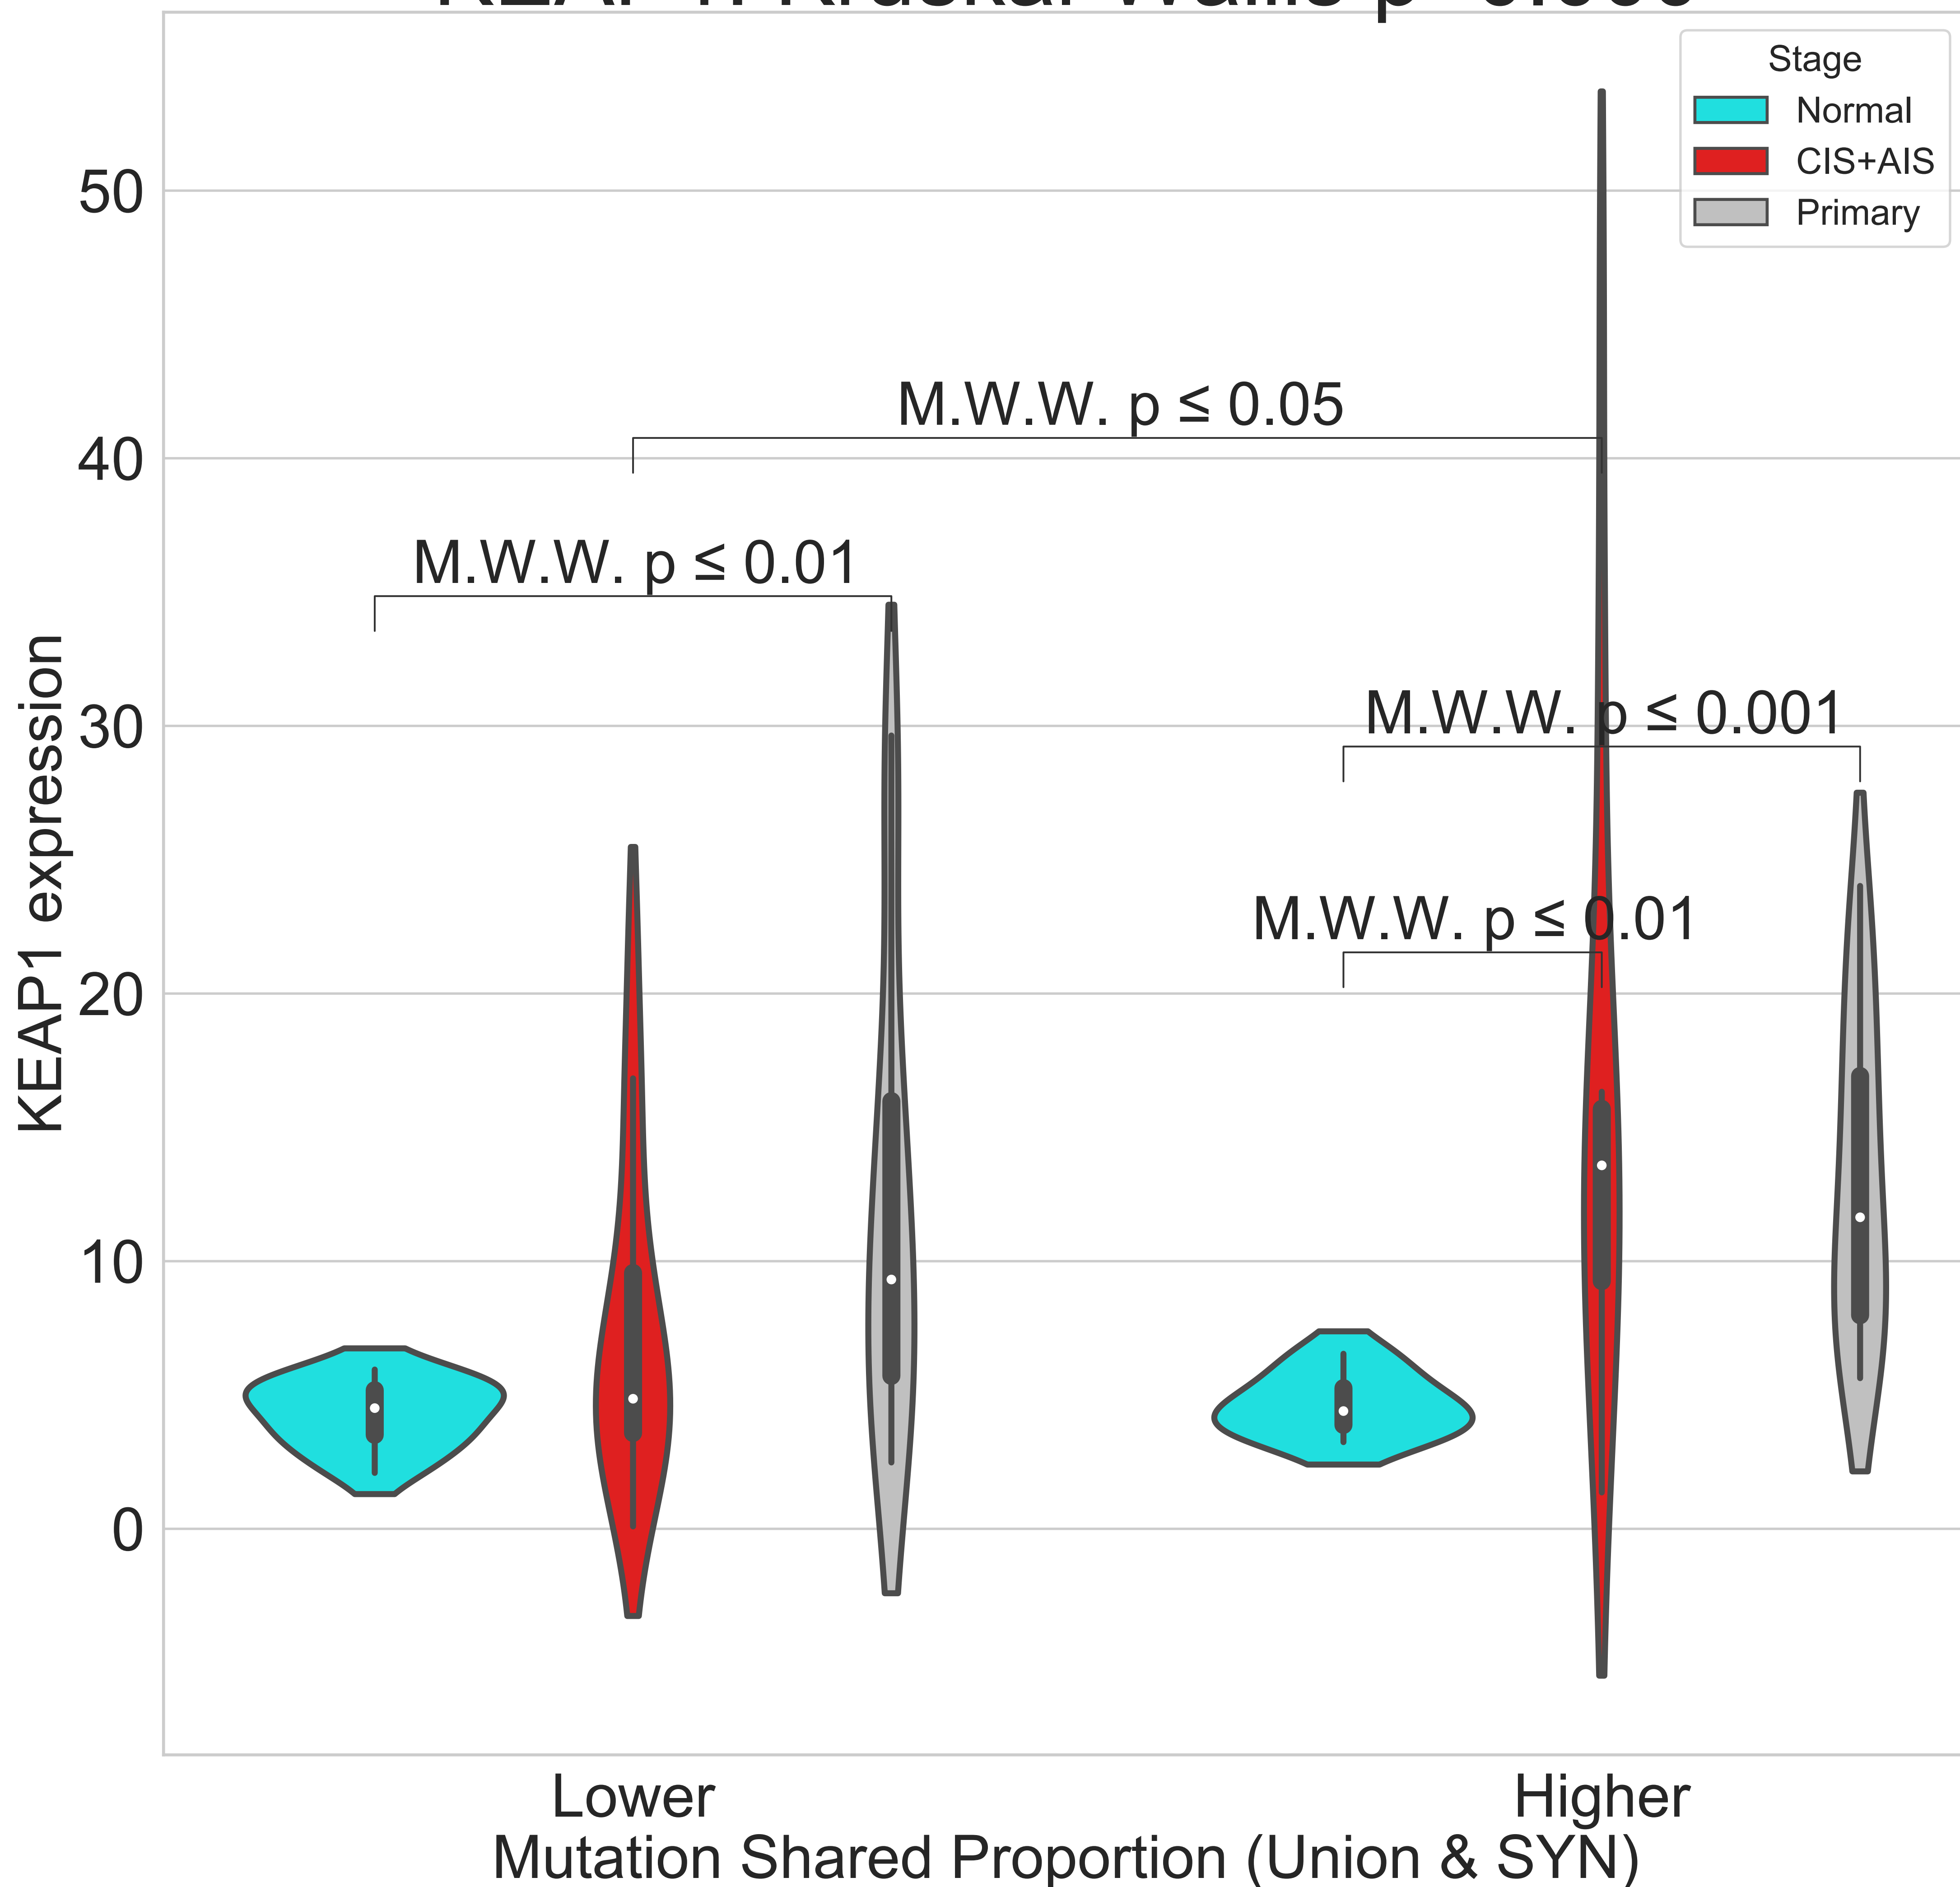 Stage
Normal
CIS+AIS
Primary
50
40
30
20
10
0
KEAP1 expression
M.W.W. p ≤ 0.05
M.W.W. p ≤ 0.01
M.W.W. p ≤ 0.001
M.W.W. p ≤ 0.01
Lower
Higher
Mutation Shared Proportion (Union & SYN)